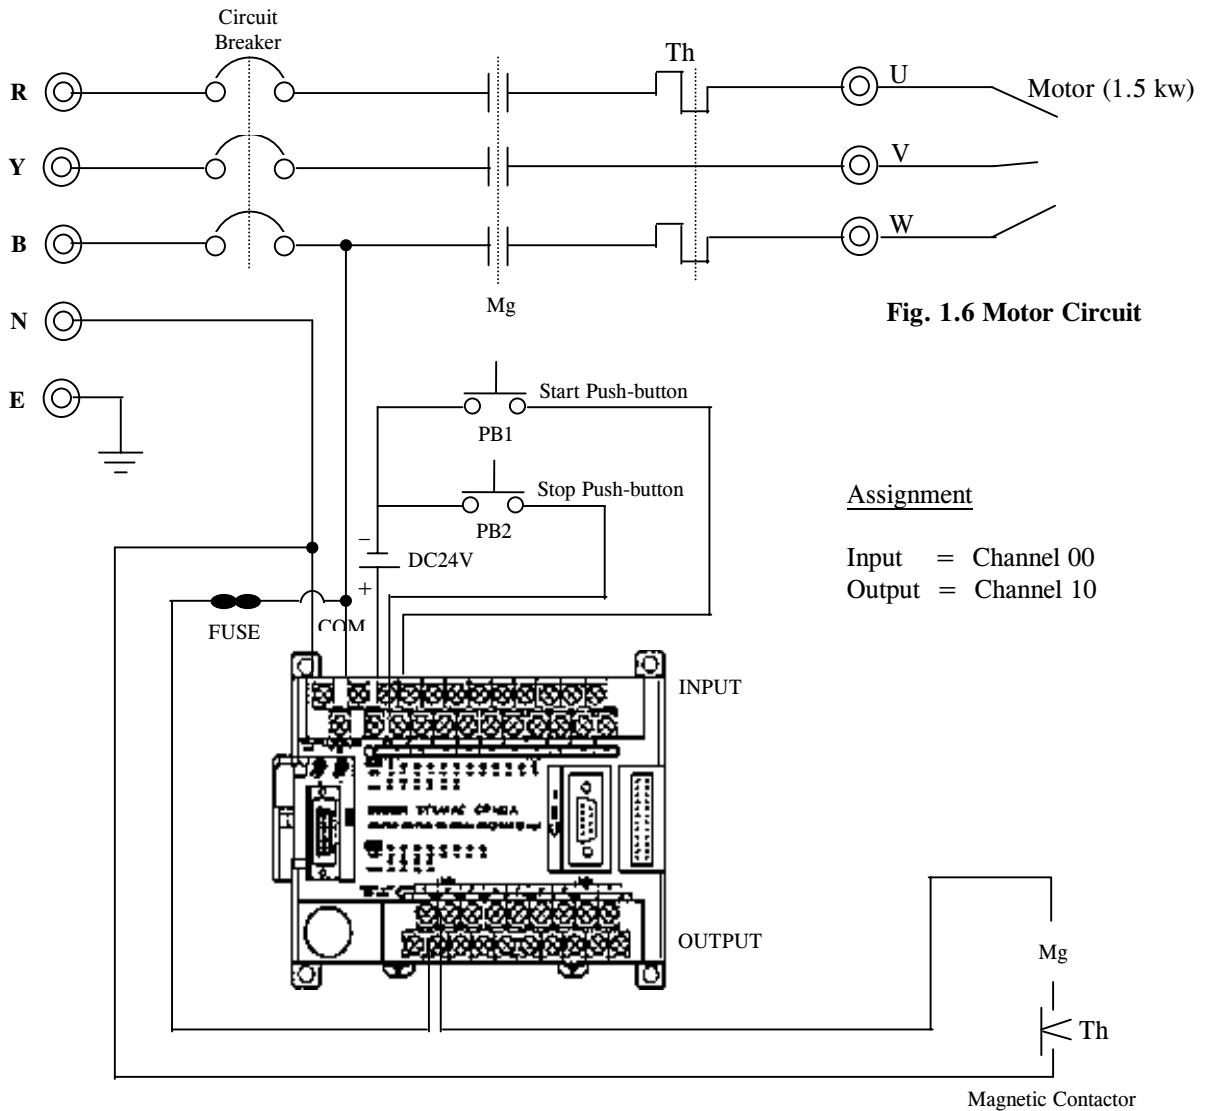 Circuit
Breaker
Th
R
U
Motor (1.5 kw)
Y
V
B
W
N
Mg
Fig. 1.6 Motor Circuit
E
Start Push-button
PB1
Stop Push-button
PB2
Assignment
−
DC24V
+
Input = Channel 00
Output = Channel 10
FUSE
COM
INPUT
OUTPUT
Mg
Th
Magnetic Contactor